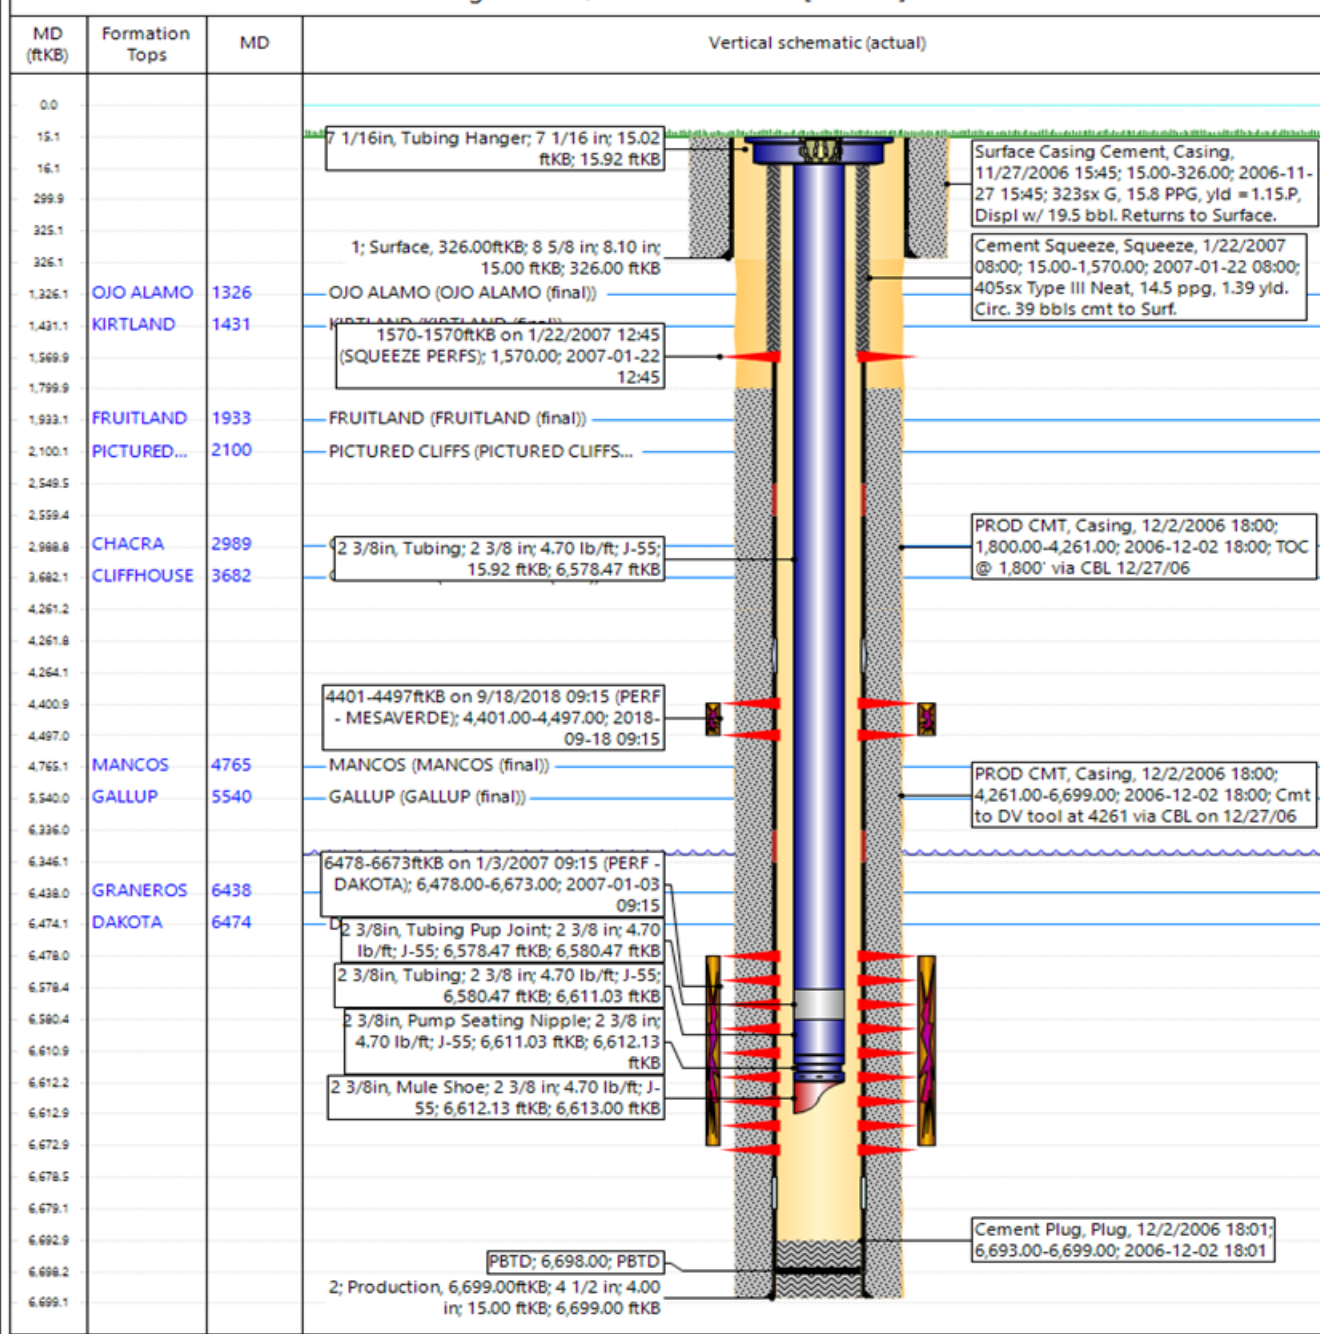 MD
(ftKB)
Formation
Tops
MD
Vertical schematic (actual)
0.0
15.1
16.1
299.9
325.1
326.1
1,326.1
OJO ALAMO 1326
1,431.1
KIRTLAND 1431
1,569.9
1,799.9
1,933.1
FRUITLAND 1933
2,100.1
PICTURED... 2100
2,549.5
2,559.4
2,988.8
CHACRA 2989
3,682.1
CLIFFHOUSE 3682
4,261.2
4,261.8
4,264.1
4,400.9
4,497.0
4,765.1
MANCOS 4765
5,540.0
GALLUP 5540
6,336.0
6,346.1
6,438.0
GRANEROS 6438
6,474.1
DAKOTA 6474
6,478.0
6,578.4
6,580.4
6,610.9
6,612.2
6,612.9
6,672.9
6,678.5
6,679.1
6,692.9
6,698.2
6,699.1
7 1/16in, Tubing Hanger; 7 1/16 in; 15.02
ftKB; 15.92 ftKB
1; Surface, 326.00ftKB; 8 5/8 in; 8.10 in;
15.00 ftKB; 326.00 ftKB
OJO ALAMO (OJO ALAMO (final))
KIRTLAND (KIRTLAND (final))
1570-1570ftKB on 1/22/2007 12:45
(SQUEEZE PERFS); 1,570.00; 2007-01-22
12:45
FRUITLAND (FRUITLAND (final))
PICTURED CLIFFS (PICTURED CLIFFS...
2 3/8in, Tubing; 2 3/8 in; 4.70 lb/ft; J-55;
15.92 ftKB; 6,578.47 ftKB
4401-4497ftKB on 9/18/2018 09:15 (PERF
- MESAVERDE); 4,401.00-4,497.00; 2018-
09-18 09:15
MANCOS (MANCOS (final))
GALLUP (GALLUP (final))
6478-6673ftKB on 1/3/2007 09:15 (PERF -
DAKOTA); 6,478.00-6,673.00; 2007-01-03
09:15
2 3/8in, Tubing Pup Joint; 2 3/8 in; 4.70
lb/ft; J-55; 6,578.47 ftKB; 6,580.47 ftKB
2 3/8in, Tubing; 2 3/8 in; 4.70 lb/ft; J-55;
6,580.47 ftKB; 6,611.03 ftKB
2 3/8in, Pump Seating Nipple; 2 3/8 in;
4.70 lb/ft; J-55; 6,611.03 ftKB; 6,612.13
ftKB
2 3/8in, Mule Shoe; 2 3/8 in; 4.70 lb/ft; J-
55; 6,612.13 ftKB; 6,613.00 ftKB
PBTD; 6,698.00; PBTD
2; Production, 6,699.00ftKB; 4 1/2 in; 4.00
in; 15.00 ftKB; 6,699.00 ftKB
Surface Casing Cement, Casing,
11/27/2006 15:45; 15.00-326.00; 2006-11-
27 15:45; 323sx G, 15.8 PPG, yld =1.15.P,
Displ w/ 19.5 bbl. Returns to Surface.
Cement Squeeze, Squeeze, 1/22/2007
08:00; 15.00-1,570.00; 2007-01-22 08:00;
405sx Type III Neat, 14.5 ppg, 1.39 yld.
Circ. 39 bbls cmt to Surf.
PROD CMT, Casing, 12/2/2006 18:00;
1,800.00-4,261.00; 2006-12-02 18:00; TOC
@ 1,800' via CBL 12/27/06
PROD CMT, Casing, 12/2/2006 18:00;
4,261.00-6,699.00; 2006-12-02 18:00; Cmt
to DV tool at 4261 via CBL on 12/27/06
Cement Plug, Plug, 12/2/2006 18:01;
6,693.00-6,699.00; 2006-12-02 18:01